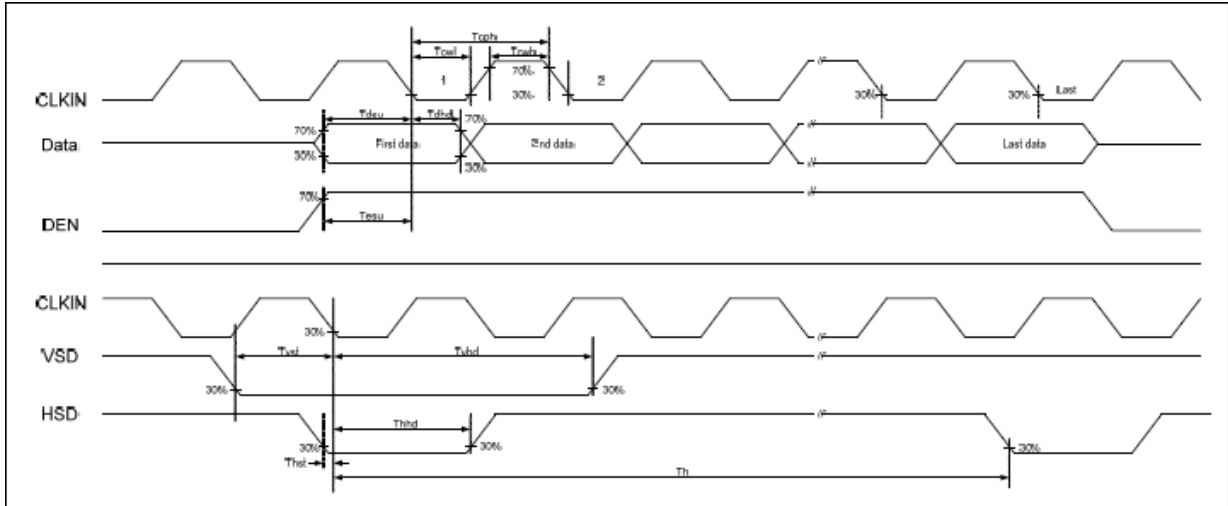 Tcph
Tcwl
Tcwh
1
70%
2
CLKIN
30%
30%
30%
Last
Tdsu
Tdhd
70%
70%
Data
First data
2nd data
Last data
30%
30%
70%
DEN
Tesu
CLKIN
30%
VSD
Tvst
Tvhd
30%
30%
HSD
Thhd
30%
30%
30%
Thst
Th